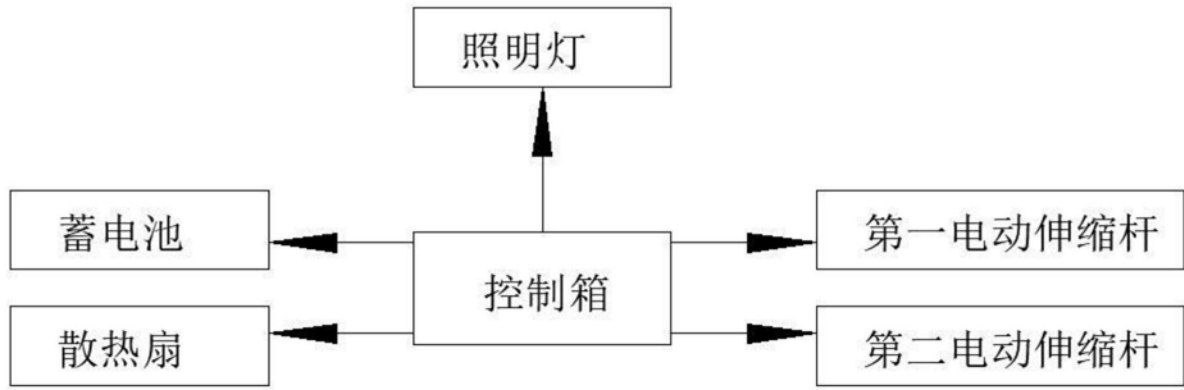 照明灯
蓄电池
第一电动伸缩杆
控制箱
散热扇
第二电动伸缩杆